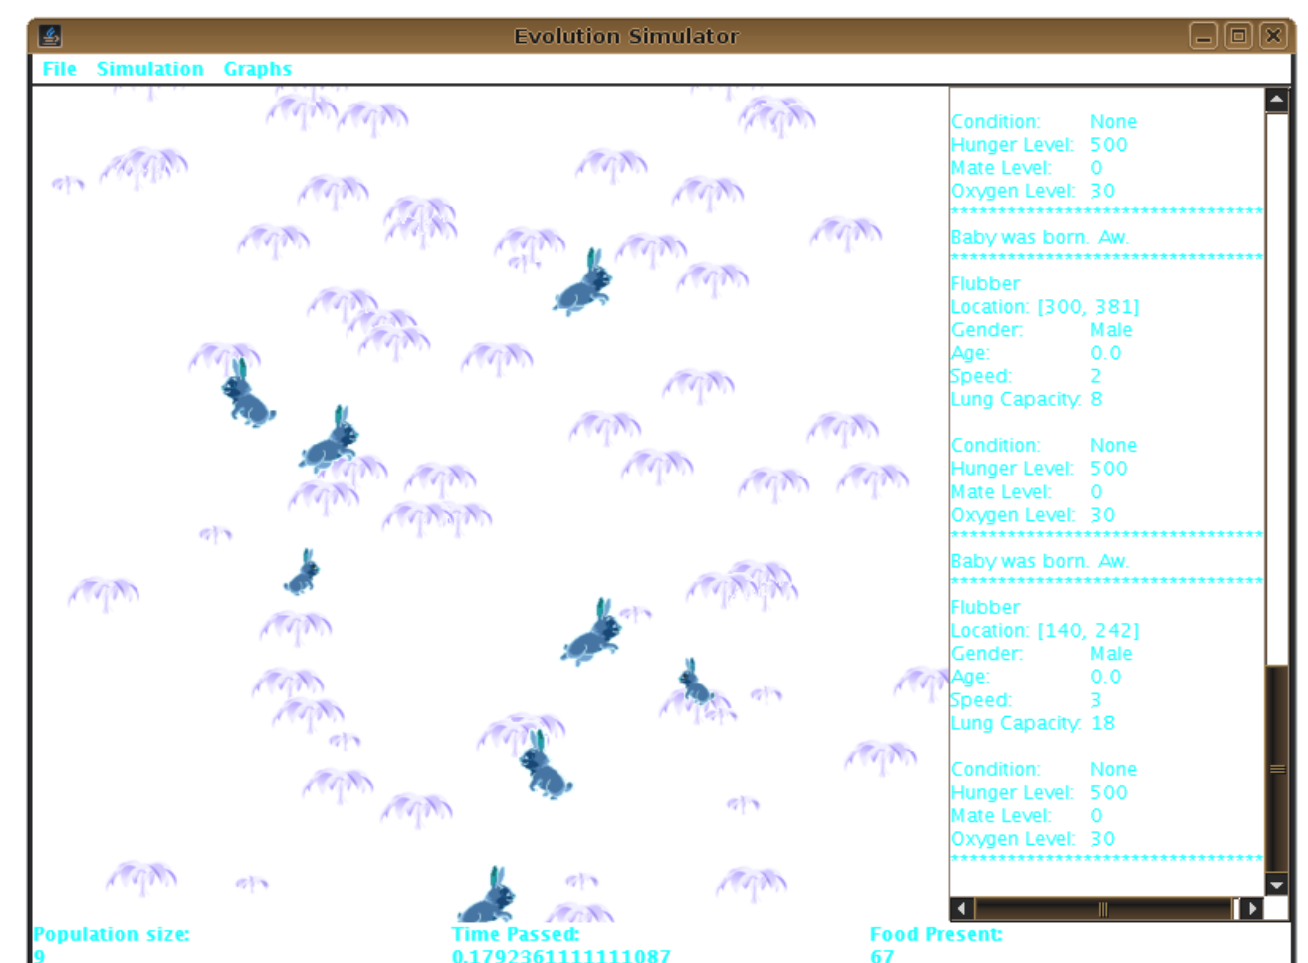 Evolution Simulator
File Simulation Graphs
Condition: None
Hunger Level: 500
Mate Level: 0
Oxygen Level: 30
*********************************
Baby was born. Aw.
*********************************
Flubber
Location: [300, 381]
Gender: Male
Age: 0.0
Speed: 2
Lung Capacity: 8
Condition: None
Hunger Level: 500
Mate Level: 0
Oxygen Level: 30
*********************************
Baby was born. Aw.
*********************************
Flubber
Location: [140, 242]
Gender: Male
Age: 0.0
Speed: 3
Lung Capacity: 18
Condition: None
Hunger Level: 500
Mate Level: 0
Oxygen Level: 30
*********************************
Population size: Time Passed: Food Present:
9 0.1792361111111087 67